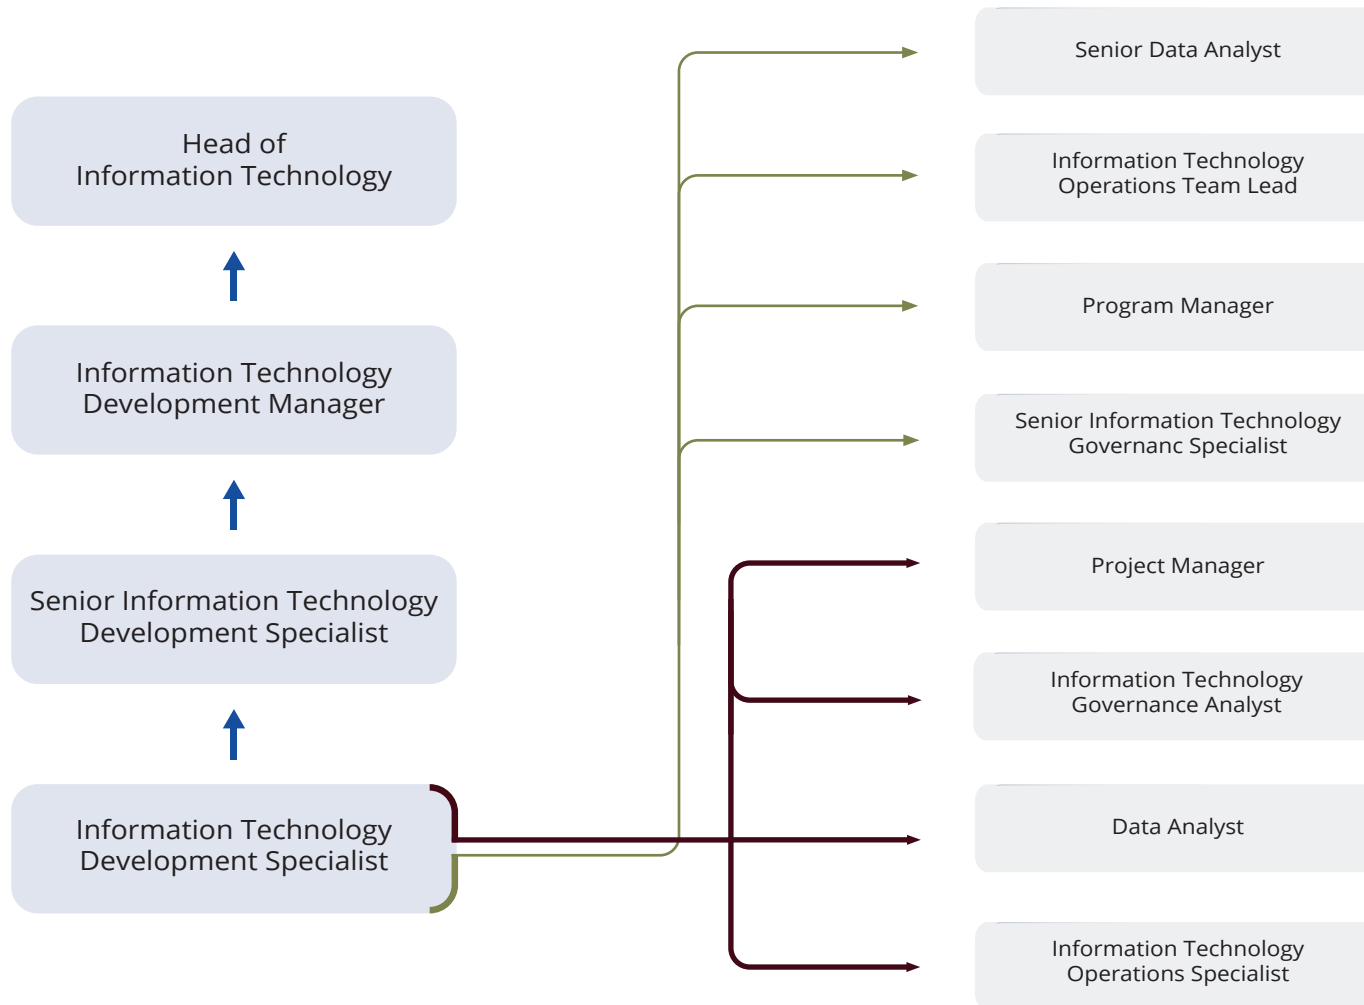 Head of
Information Technology
Information Technology
Development Manager
Senior Information Technology
Development Specialist
Information Technology
Development Specialist
Senior Data Analyst
Information Technology
Operations Team Lead
Program Manager
Senior Information Technology
Governanc Specialist
Project Manager
Information Technology
Governance Analyst
Data Analyst
Information Technology
Operations Specialist